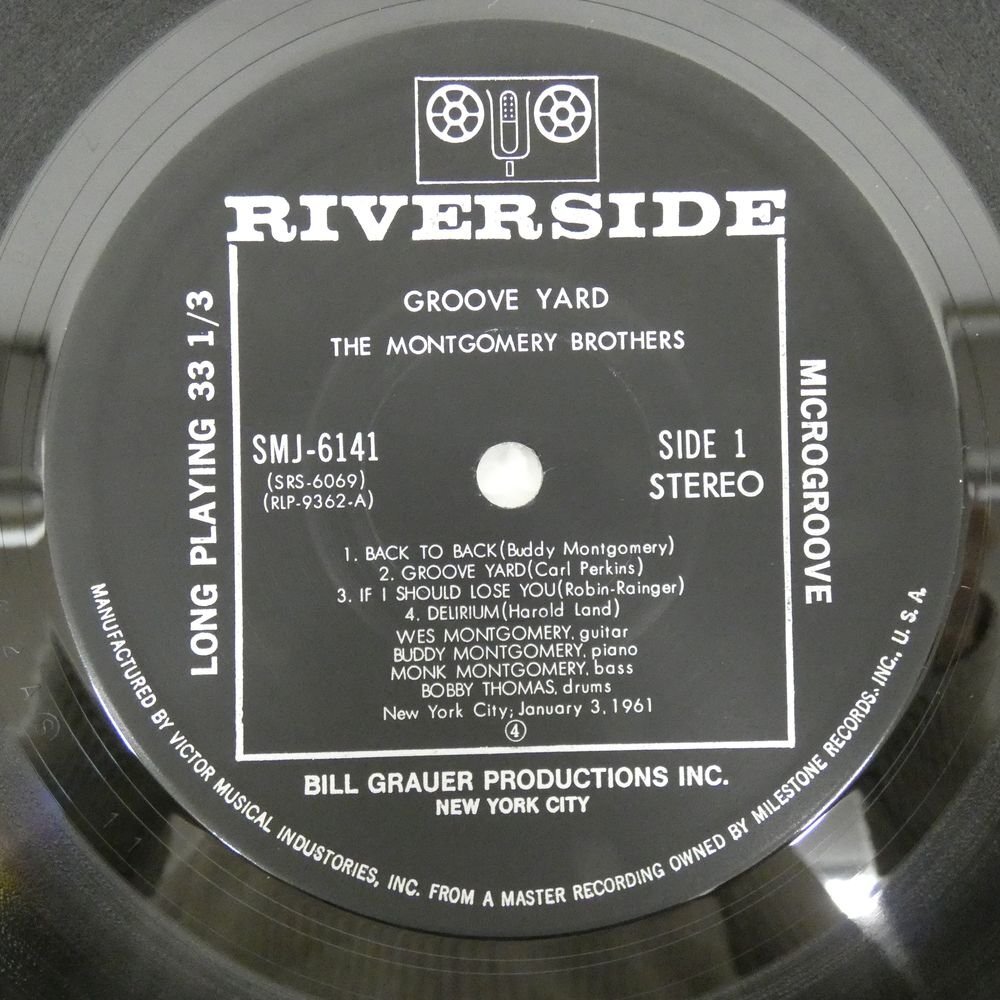 RIVERSIDE
GROOVE YARD
THE MONTGOMERY BROTHERS
LONG PLAYING 33 1/3
MICROGROOVE
SMJ-6141
(SRS-6069)
(RLP-9362-A)
SIDE 1
STEREO
1. BACK TO BACK(Buddy Montgomery)
2. GROOVE YARD(Carl Perkins)
3. IF I SHOULD LOSE YOU(Robin-Rainger)
4. DELIRIUM(Harold Land)
WES MONTGOMERY, guitar
BUDDY MONTGOMERY, piano
MONK MONTGOMERY, bass
BOBBY THOMAS, drums
New York City; January 3, 1961
④
BILL GRAUER PRODUCTIONS INC.
NEW YORK CITY
MANUFACTURED BY VICTOR MUSICAL INDUSTORIES, INC. FROM A MASTER RECORDING OWNED BY MILESTONE RECORDS, INC., U. S. A.